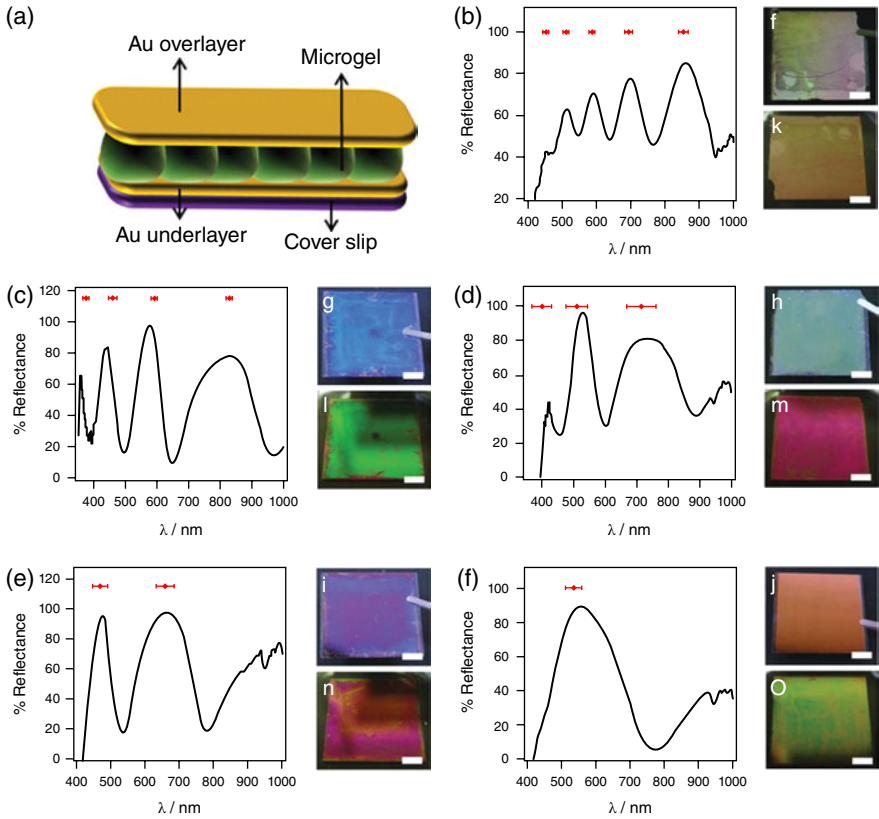 (a)
Au overlayer
Microgel
Au underlayer
Cover slip
(b)
% Reflectance
100
80
60
40
20
400 500 600 700 800 900 1000
λ / nm
f
k
(c)
% Reflectance
120
100
80
60
40
20
0
400 500 600 700 800 900 1000
λ / nm
g
l
(d)
% Reflectance
100
80
60
40
20
0
400 500 600 700 800 900 1000
λ / nm
h
m
(e)
% Reflectance
120
100
80
60
40
20
0
400 500 600 700 800 900 1000
λ / nm
i
n
(f)
% Reflectance
120
100
80
60
40
20
0
400 500 600 700 800 900 1000
λ / nm
j
O